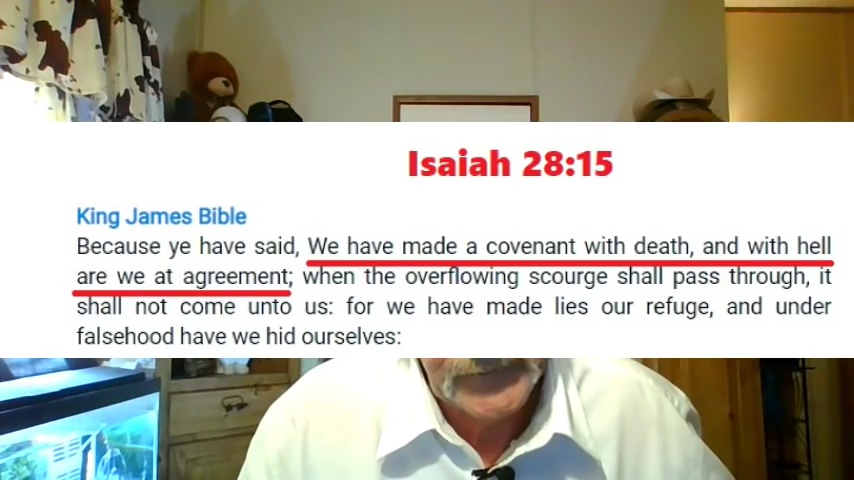 Isaiah 28:15
King James Bible
Because ye have said, We have made a covenant with death, and with hell
are we at agreement; when the overflowing scourge shall pass through, it
shall not come unto us: for we have made lies our refuge, and under
falsehood have we hid ourselves: